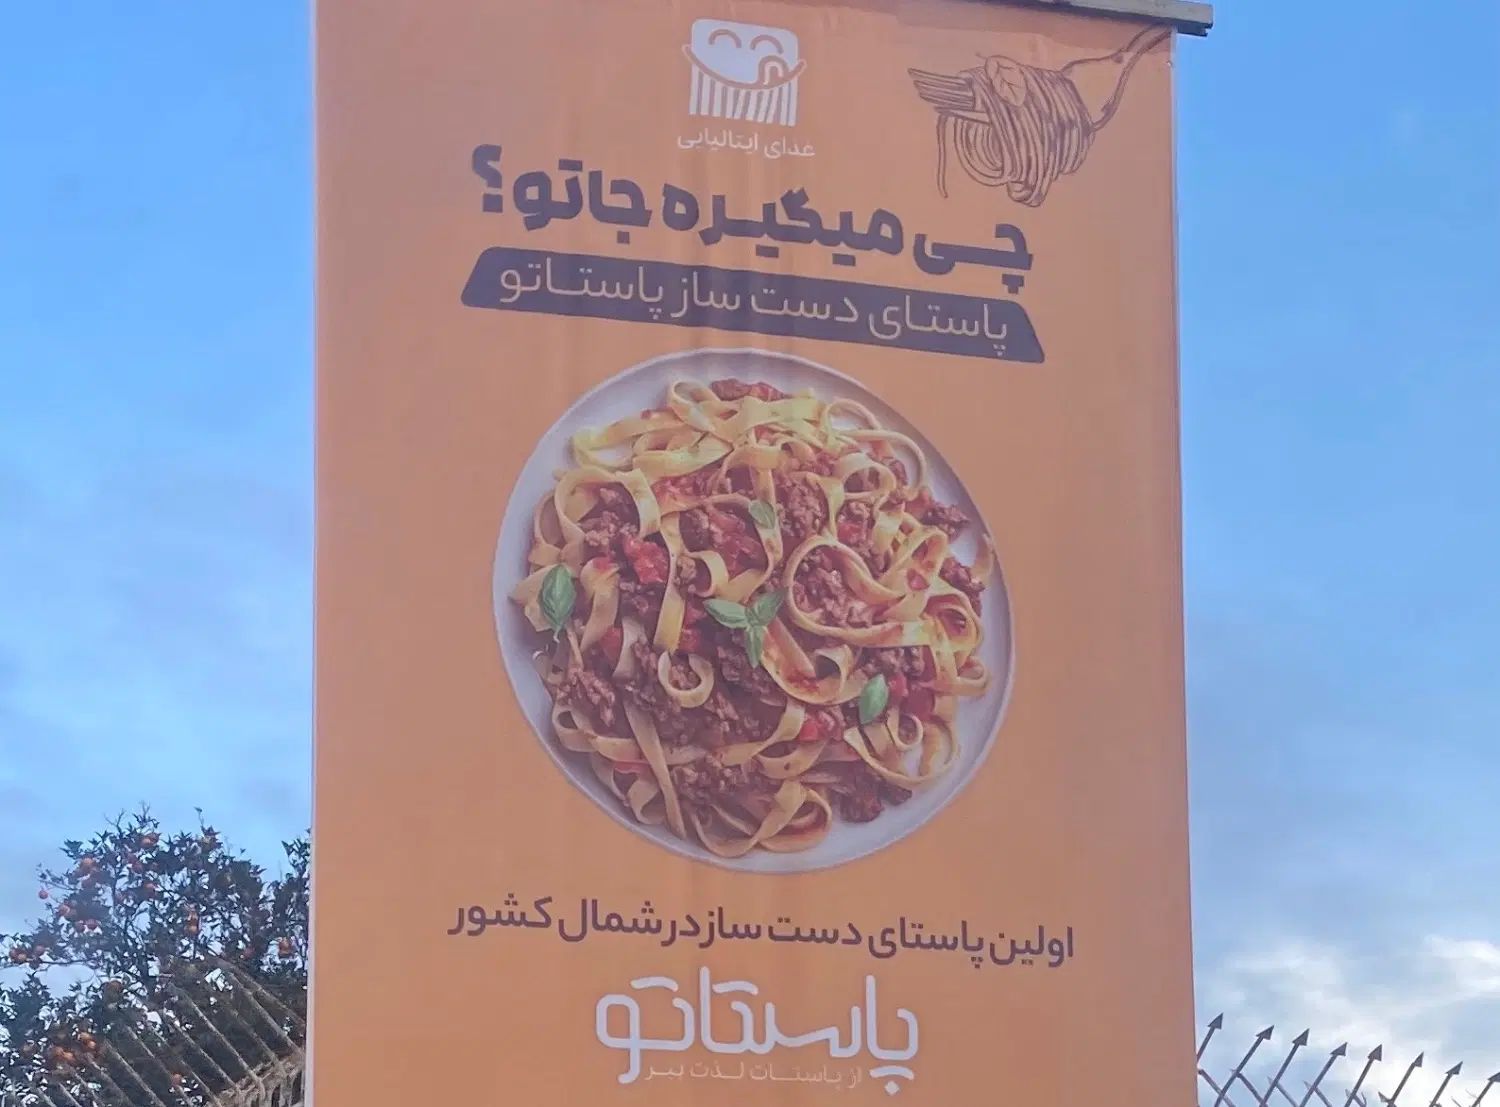 غذای ایتالیایی
چی میگیره جاتو؟
پاستای دست ساز پاستاتو
اولین پاستای دست ساز در شمال کشور
پاستاتو
از پاستات لذت ببر